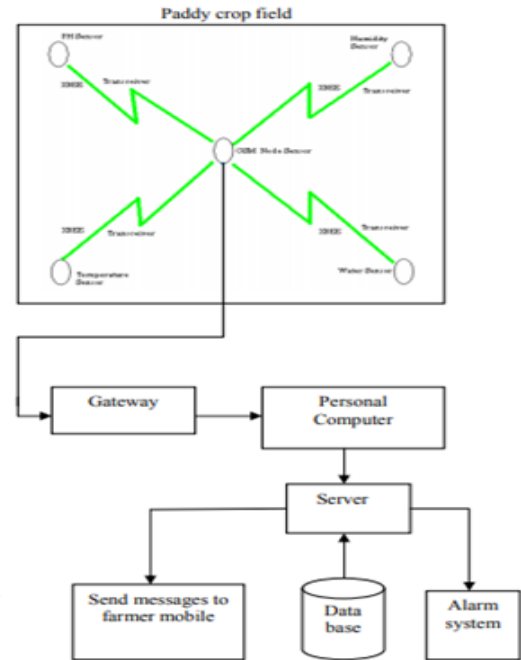 Paddy crop field
PH Sensor
Humidity
Sensor
Transceiver
Transceiver
GSM Node Sensor
Transceiver
Transceiver
Temperature
Sensor
Water Sensor
Gateway
Personal
Computer
Server
Send messages to
farmer mobile
Data
base
Alarm
system